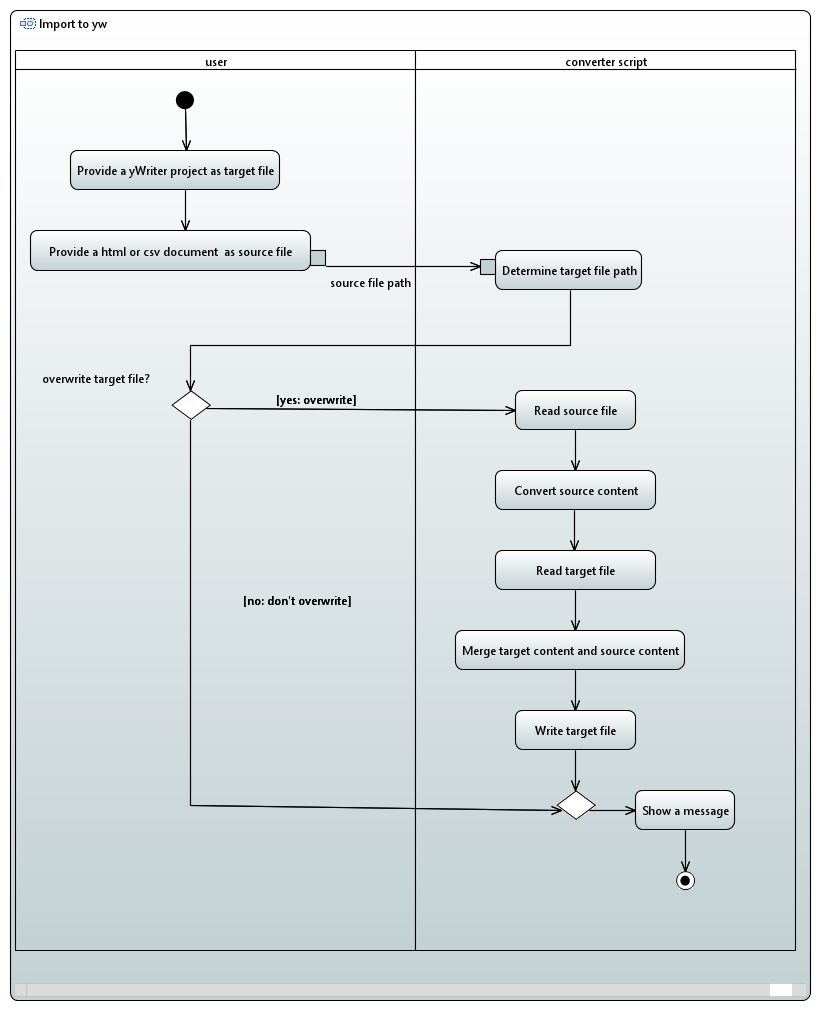 Import to yw
user
converter script
Provide a yWriter project as target file
Provide a html or csv document  as source file
Determine target file path
source file path
overwrite target file?
[yes: overwrite]
Read source file
Convert source content
Read target file
[no: don't overwrite]
Merge target content and source content
Write target file
Show a message